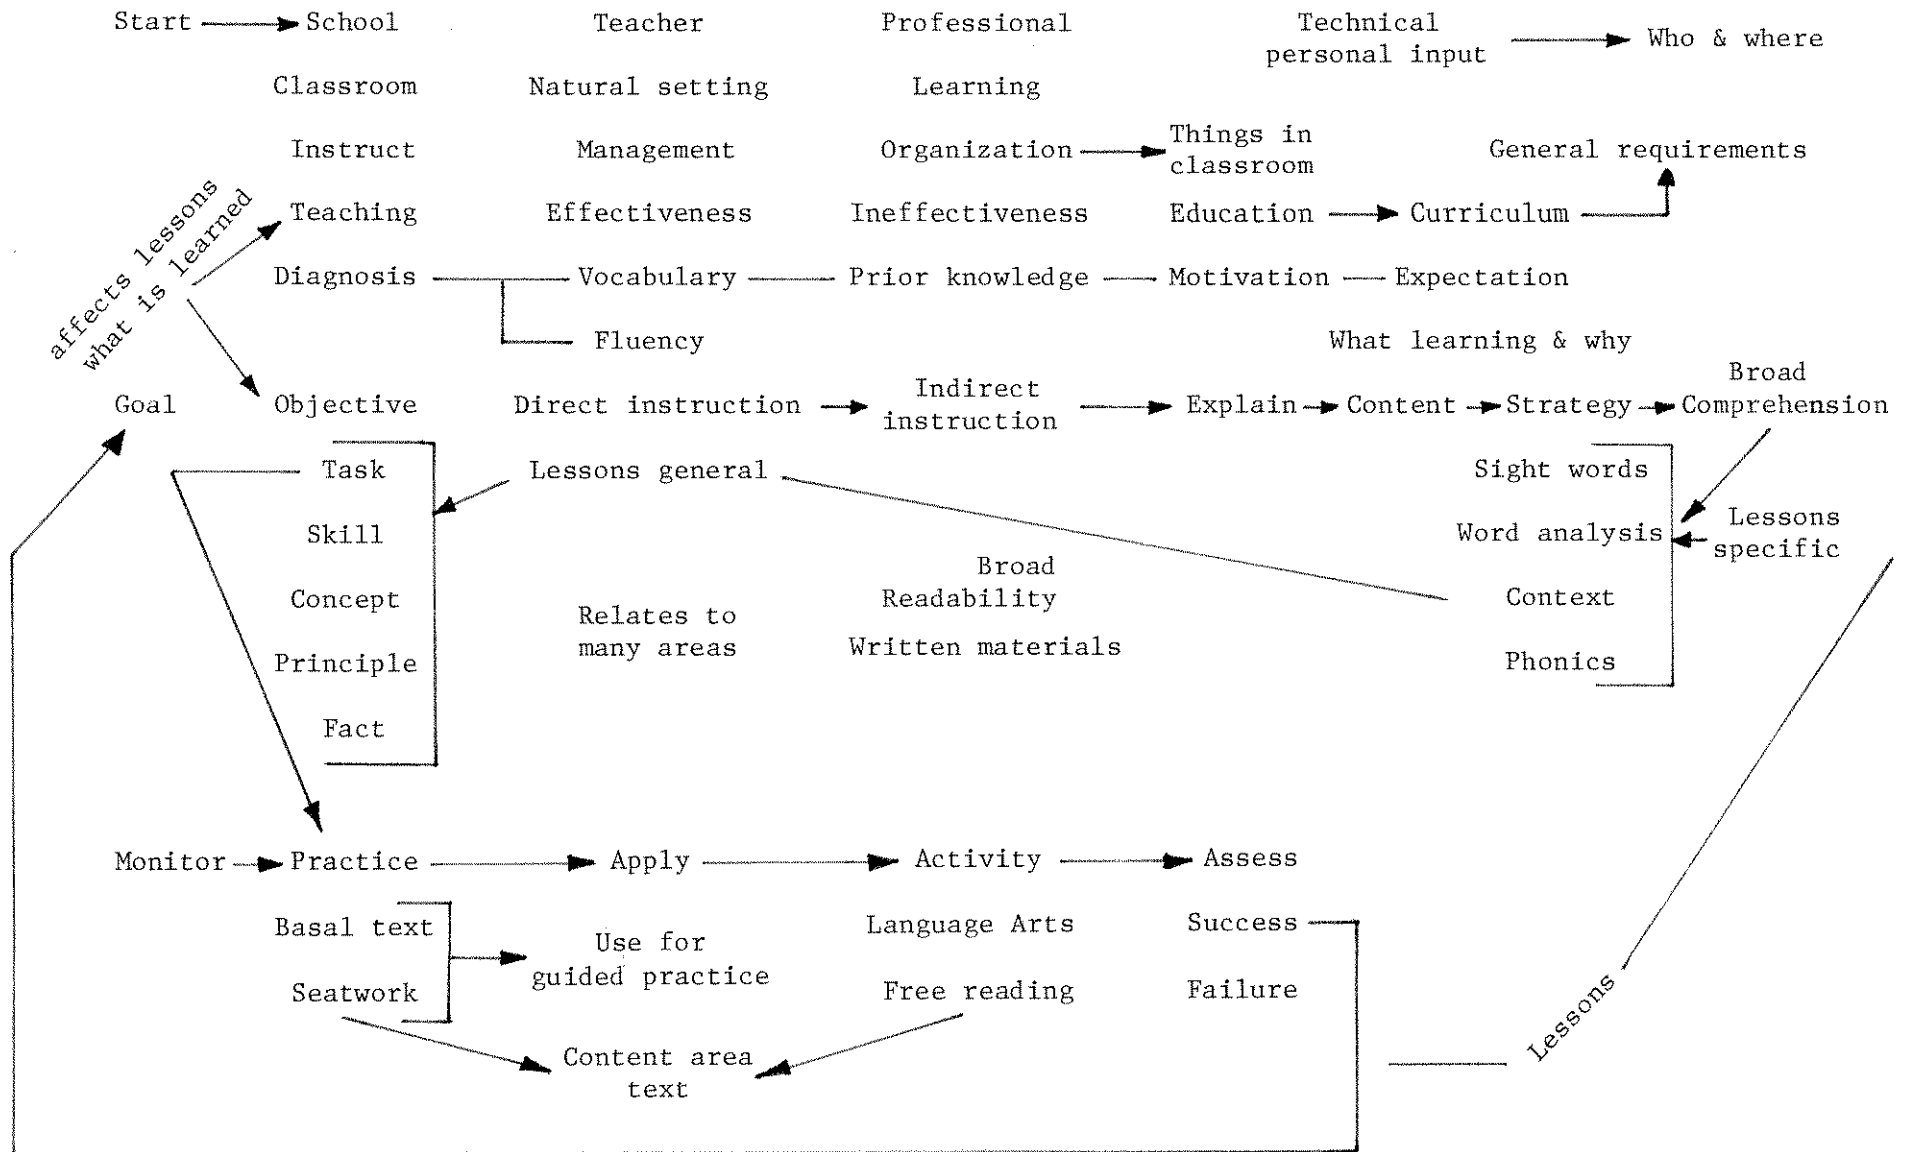 Start School Teacher Professional Technical
personal input Who & where
Classroom Natural setting Learning
Instruct Management Organization Things in
classroom General requirements
affects lessons
what is learned
Teaching Effectiveness Ineffectiveness Education Curriculum
Diagnosis Vocabulary Prior knowledge Motivation Expectation
Fluency What learning & why
Goal Objective Direct instruction Indirect
instruction Explain Content Strategy Broad
Comprehension
Task Lessons general Sight words
Skill Word analysis Lessons
specific
Concept Relates to
many areas Broad
Readability Context
Principle Written materials Phonics
Fact
Monitor Practice Apply Activity Assess
Basal text Use for
guided practice Language Arts Success
Seatwork Free reading Failure
Lessons
Content area
text